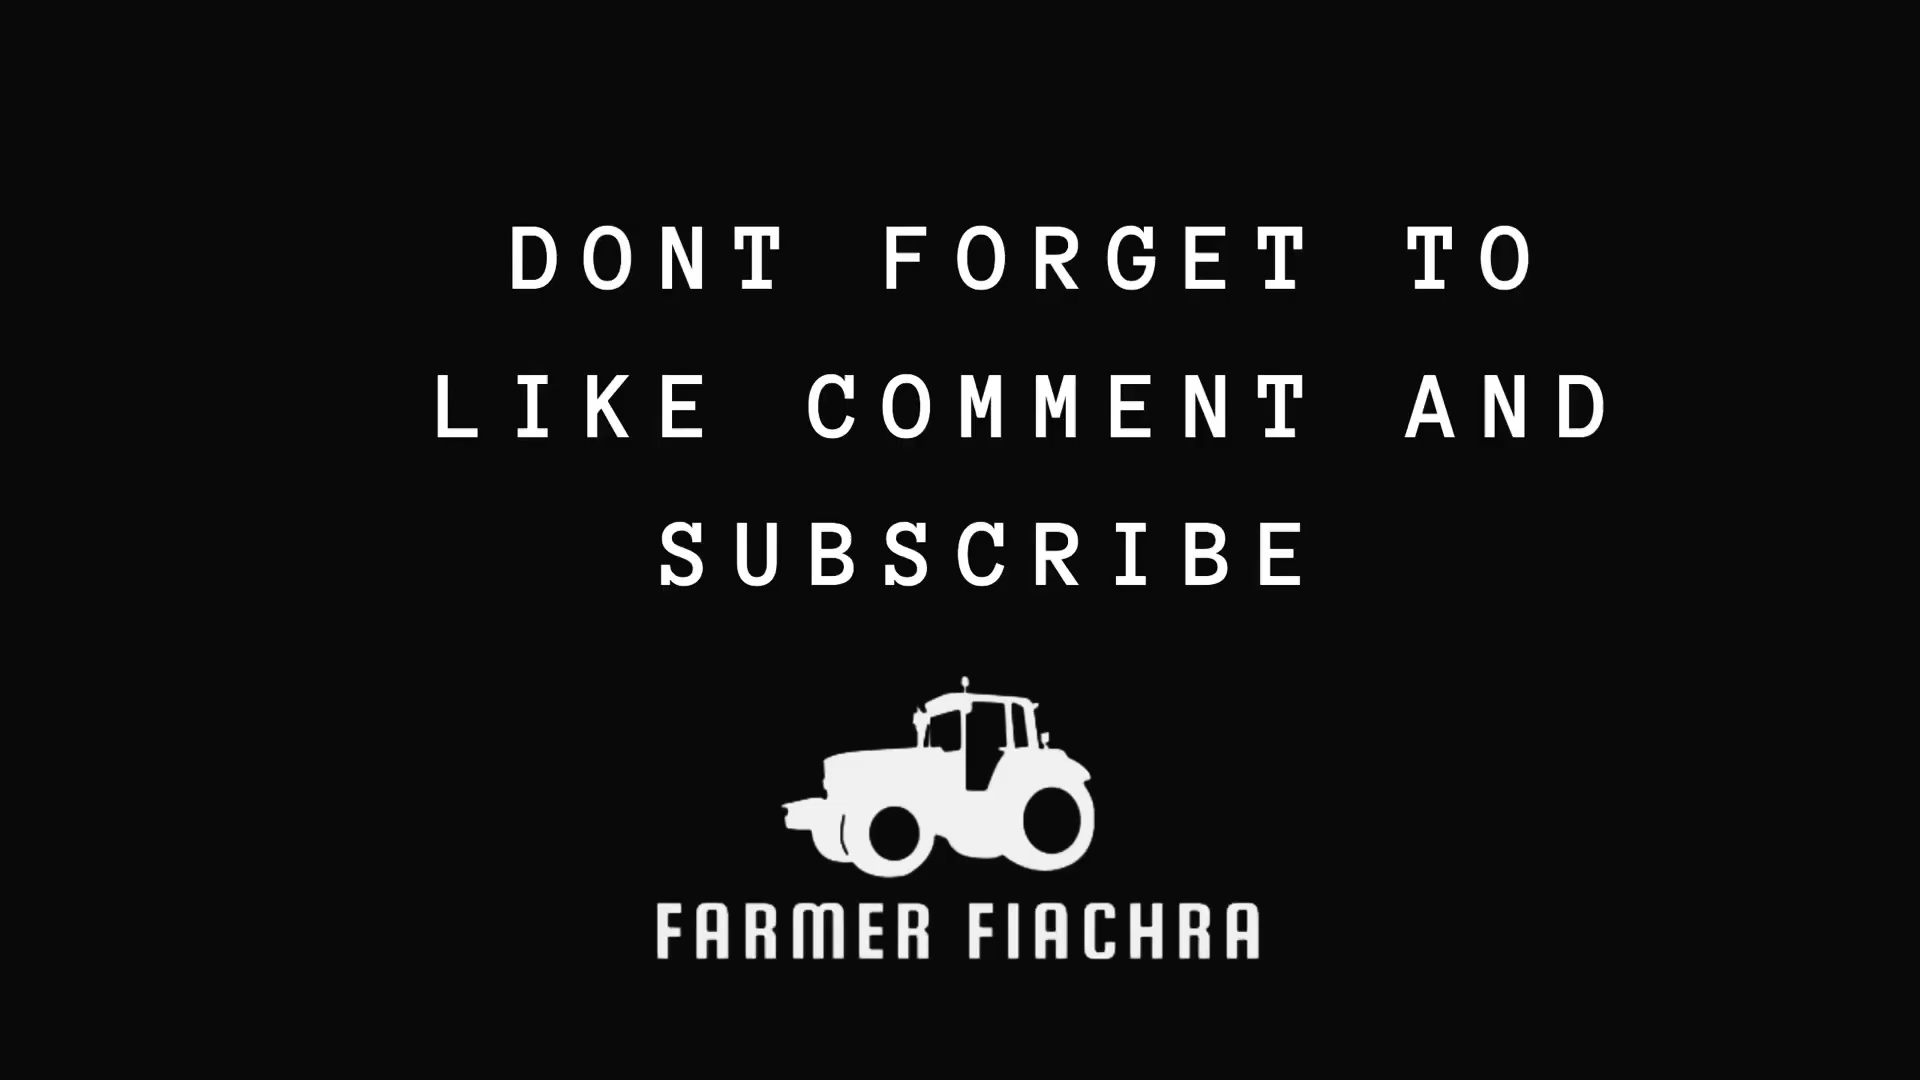 DONT FORGET TO
LIKE COMMENT AND
SUBSCRIBE
FARMER FIACHRA